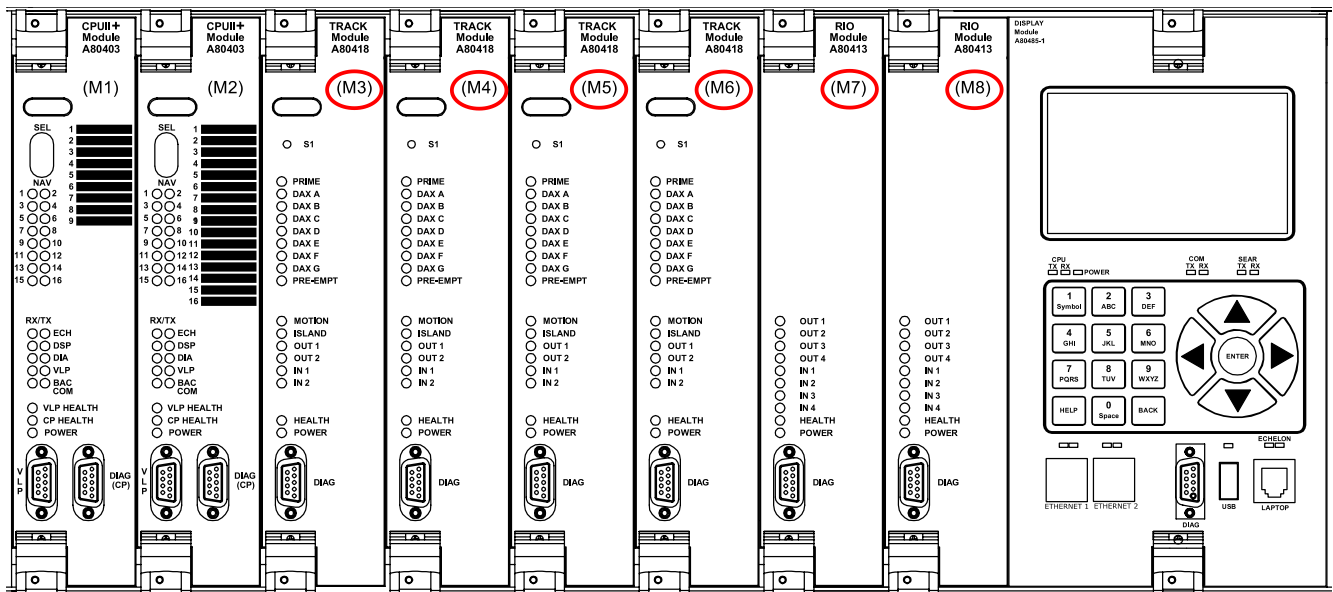 CPUII+
Module
A80403
(M1)
SEL
1
2
3
4
5
6
7
8
9
NAV
1 2
3 4
5 6
7 8
9 10
11 12
13 14
15 16
RX/TX
ECH
DSP
DIA
VLP
BAC
COM
VLP HEALTH
CP HEALTH
POWER
VLP
DIAG
(CP)
CPUII+
Module
A80403
(M2)
SEL
1
2
3
4
5
6
7
8
9
10
11
12
13
14
15
16
NAV
1 2
3 4
5 6
7 8
9 10
11 12
13 14
15 16
RX/TX
ECH
DSP
DIA
VLP
BAC
COM
VLP HEALTH
CP HEALTH
POWER
VLP
DIAG
(CP)
TRACK
Module
A80418
(M3)
S1
PRIME
DAX A
DAX B
DAX C
DAX D
DAX E
DAX F
DAX G
PRE-EMPT
MOTION
ISLAND
OUT 1
OUT 2
IN 1
IN 2
HEALTH
POWER
DIAG
TRACK
Module
A80418
(M4)
S1
PRIME
DAX A
DAX B
DAX C
DAX D
DAX E
DAX F
DAX G
PRE-EMPT
MOTION
ISLAND
OUT 1
OUT 2
IN 1
IN 2
HEALTH
POWER
DIAG
TRACK
Module
A80418
(M5)
S1
PRIME
DAX A
DAX B
DAX C
DAX D
DAX E
DAX F
DAX G
PRE-EMPT
MOTION
ISLAND
OUT 1
OUT 2
IN 1
IN 2
HEALTH
POWER
DIAG
TRACK
Module
A80418
(M6)
S1
PRIME
DAX A
DAX B
DAX C
DAX D
DAX E
DAX F
DAX G
PRE-EMPT
MOTION
ISLAND
OUT 1
OUT 2
IN 1
IN 2
HEALTH
POWER
DIAG
RIO
Module
A80413
(M7)
OUT 1
OUT 2
OUT 3
OUT 4
IN 1
IN 2
IN 3
IN 4
HEALTH
POWER
DIAG
RIO
Module
A80413
(M8)
OUT 1
OUT 2
OUT 3
OUT 4
IN 1
IN 2
IN 3
IN 4
HEALTH
POWER
DIAG
DISPLAY
Module
A80485-1
CPU
TX RX
POWER
COM
TX RX
SEAR
TX RX
1
Symbol
2
ABC
3
DEF
4
GHI
5
JKL
6
MNO
7
PQRS
8
TUV
9
WXYZ
HELP
0
Space
BACK
ENTER
ETHERNET 1
ETHERNET 2
DIAG
USB
ECHELON
LAPTOP